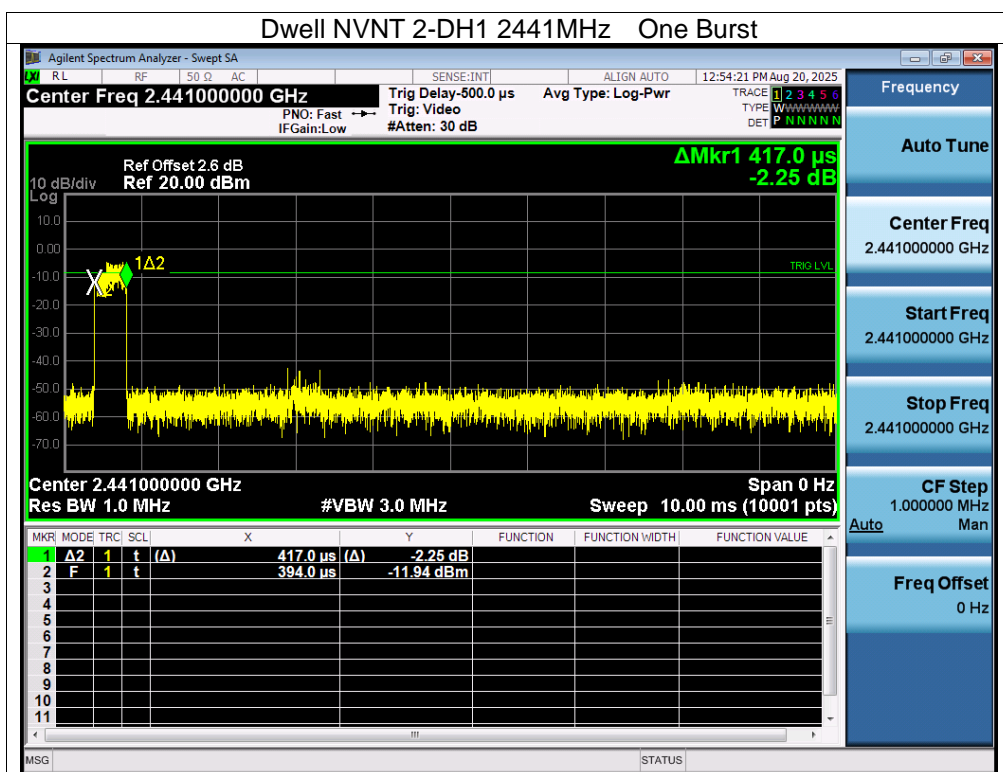 Dwell NVNT 2-DH1 2441MHz One Burst
Agilent Spectrum Analyzer - Swept SA
LXI RL RF 50 Ω AC SENSE:INT ALIGN AUTO 12:54:21 PM Aug 20, 2025
Center Freq 2.441000000 GHz Trig Delay-500.0 µs Avg Type: Log-Pwr TRACE 1 2 3 4 5 6
PNO: Fast Trig: Video TYPE WWWWWWW
IFGain:Low #Atten: 30 dB DET P N N N N N
Frequency
Auto Tune
Center Freq
2.441000000 GHz
Start Freq
2.441000000 GHz
Stop Freq
2.441000000 GHz
CF Step
1.000000 MHz
Auto Man
Freq Offset
0 Hz
ΔMkr1 417.0 µs
-2.25 dB
Ref Offset 2.6 dB
10 dB/div Ref 20.00 dBm
Log
10.0
0.00
-10.0
-20.0
-30.0
-40.0
-50.0
-60.0
-70.0
1Δ2
TRIG LVL
X2
Center 2.441000000 GHz Span 0 Hz
Res BW 1.0 MHz #VBW 3.0 MHz Sweep 10.00 ms (10001 pts)
MKR MODE TRC SCL X Y FUNCTION FUNCTION WIDTH FUNCTION VALUE
1 Δ2 1 t (Δ) 417.0 µs (Δ) -2.25 dB
2 F 1 t 394.0 µs -11.94 dBm
3
4
5
6
7
8
9
10
11
MSG STATUS